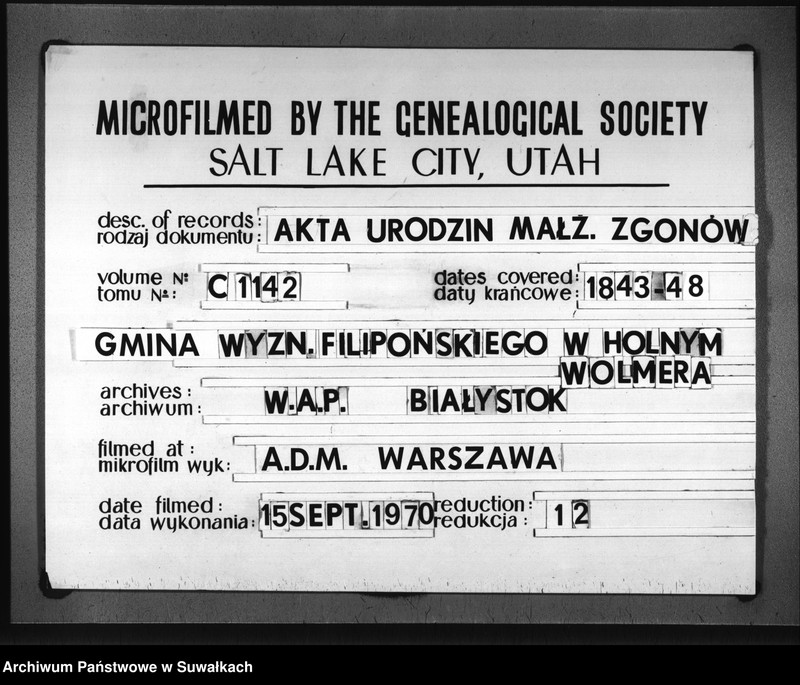 MICROFILMED BY THE GENEALOGICAL SOCIETY
SALT LAKE CITY, UTAH
desc. of records: AKTA URODZIN MAŁŻ. ZGONÓW
rodzaj dokumentu:
volume No: C 1142 dates covered: 1843-48
tomu No: daty krańcowe:
GMINA WYZN. FILIPOŃSKIEGO W HOLNYM
WOLMERA
archives: W.A.P. BIAŁYSTOK
archiwum:
filmed at: A.D.M. WARSZAWA
mikrofilm wyk:
date filmed: 15 SEPT. 1970 reduction: 12
data wykonania: redukcja:
Archiwum Państwowe w Suwałkach